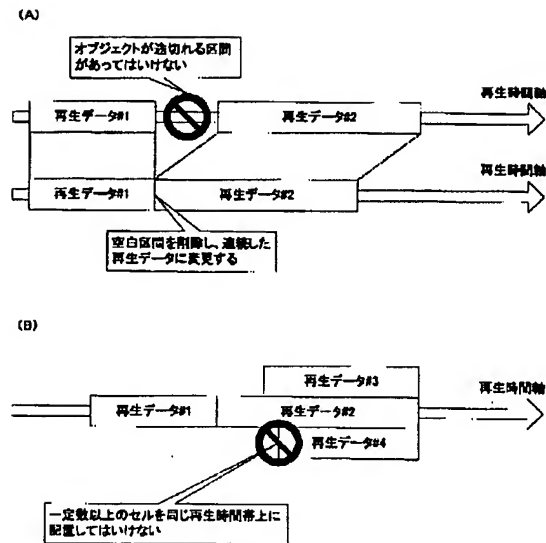 (A)
オブジェクトが途切れる区間
があってはいけない
再生時間軸
再生データ#1
再生データ#2
再生時間軸
再生データ#1
再生データ#2
空白区間を削除し、連続した
再生データに変更する
(B)
再生データ#3
再生時間軸
再生データ#1
再生データ#2
再生データ#4
一定数以上のセルを同じ再生時間帯上に
配置してはいけない